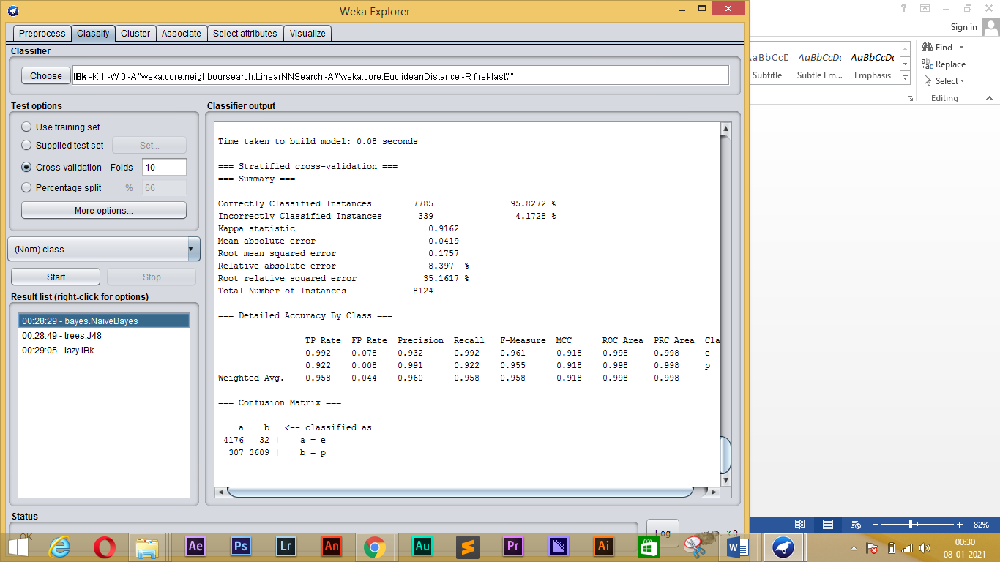 Weka Explorer
Preprocess Classify Cluster Associate Select attributes Visualize
Classifier
Choose IBk -K 1 -W 0 -A "weka.core.neighboursearch.LinearNNSearch -A \"weka.core.EuclideanDistance -R first-last\""
Test options
Use training set
Supplied test set Set...
Cross-validation Folds 10
Percentage split % 66
More options...
(Nom) class
Start Stop
Result list (right-click for options)
00:28:29 - bayes.NaiveBayes
00:28:49 - trees.J48
00:29:05 - lazy.IBk
Classifier output
Time taken to build model: 0.08 seconds
=== Stratified cross-validation ===
=== Summary ===
Correctly Classified Instances 7785 95.8272 %
Incorrectly Classified Instances 339 4.1728 %
Kappa statistic 0.9162
Mean absolute error 0.0419
Root mean squared error 0.1757
Relative absolute error 8.397 %
Root relative squared error 35.1617 %
Total Number of Instances 8124
=== Detailed Accuracy By Class ===
TP Rate FP Rate Precision Recall F-Measure MCC ROC Area PRC Area Cla
0.992 0.078 0.932 0.992 0.961 0.918 0.998 0.998 e
0.922 0.008 0.991 0.922 0.955 0.918 0.998 0.998 p
Weighted Avg. 0.958 0.044 0.960 0.958 0.958 0.918 0.998 0.998
=== Confusion Matrix ===
a b <-- classified as
4176 32 | a = e
307 3609 | b = p
Status
OK
Log x 0
? Sign in
AaBbCcD AaBbCcDc AaBbCcDc
Subtitle Subtle Em... Emphasis
Find
Replace
Select
Editing
82%
Ae Ps Lr An Au Pr Ai W
00:30
08-01-2021